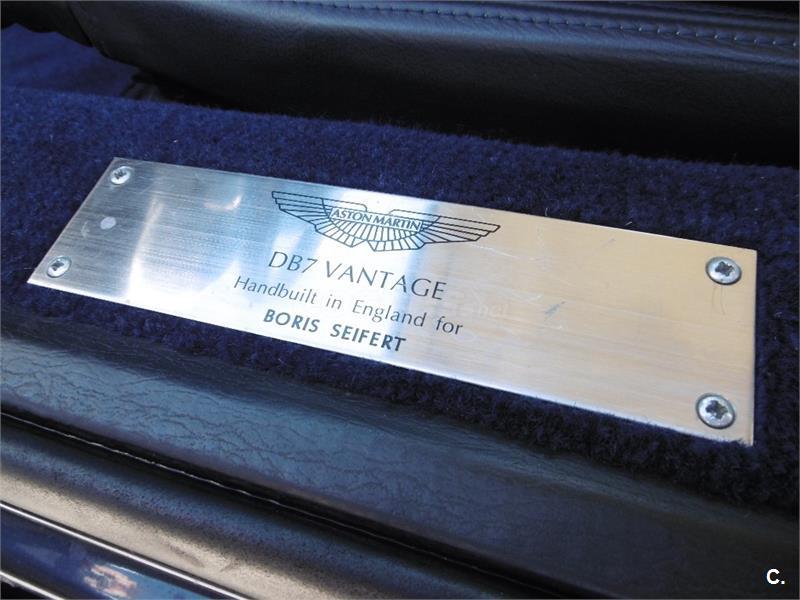 ASTON MARTIN
DB7 VANTAGE
Handbuilt in England for
BORIS SEIFERT
C.